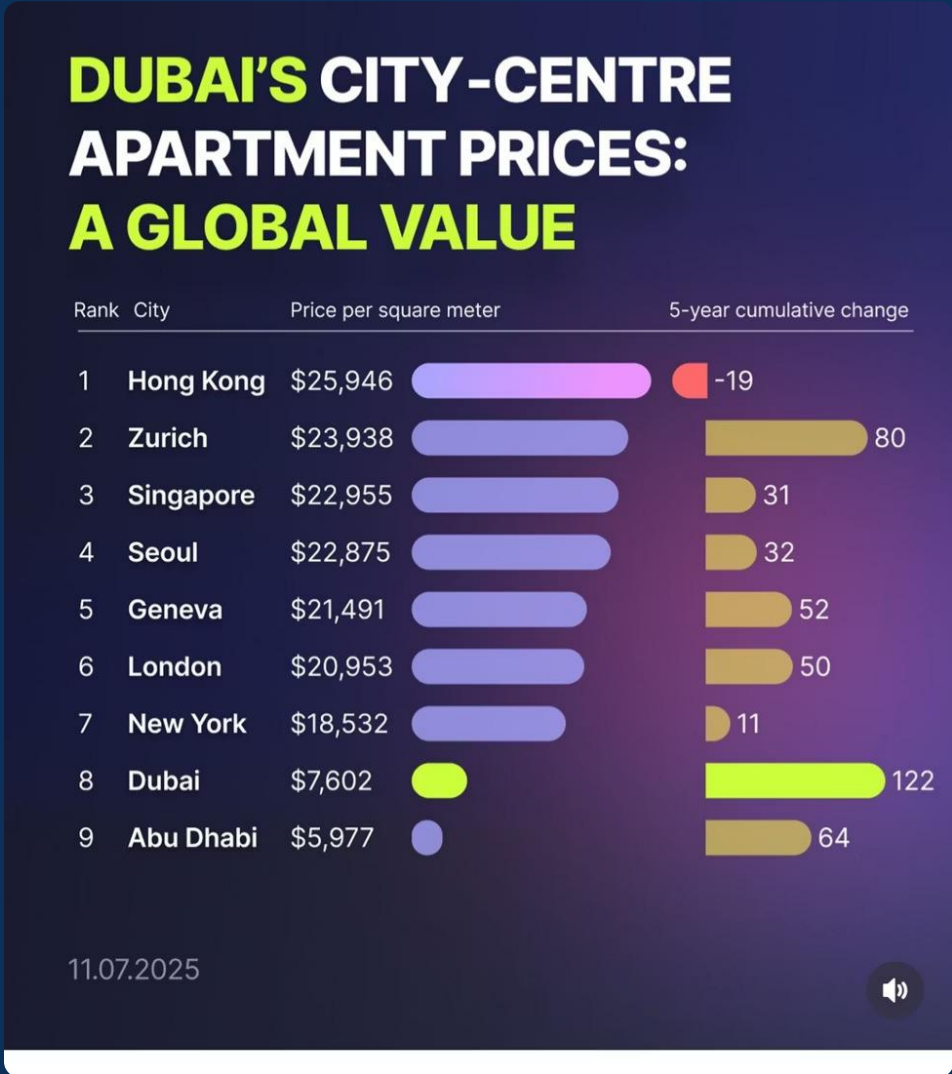 DUBAI’S CITY-CENTRE
APARTMENT PRICES:
A GLOBAL VALUE
Rank City Price per square meter 5-year cumulative change
1 Hong Kong $25,946 -19
2 Zurich $23,938 80
3 Singapore $22,955 31
4 Seoul $22,875 32
5 Geneva $21,491 52
6 London $20,953 50
7 New York $18,532 11
8 Dubai $7,602 122
9 Abu Dhabi $5,977 64
11.07.2025